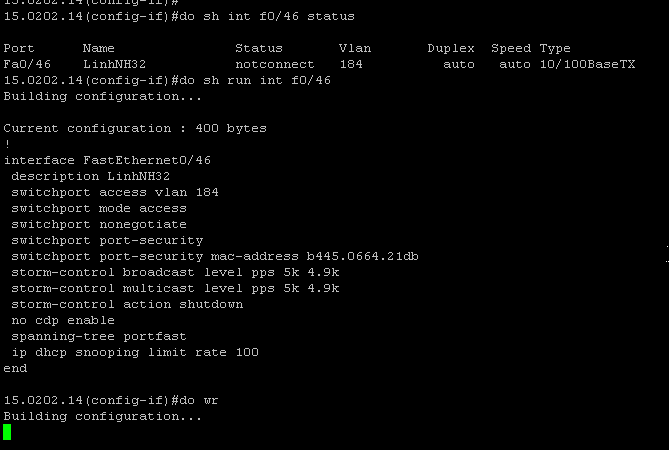 15.0202.14(config-if)#
15.0202.14(config-if)#do sh int f0/46 status
Port Name Status Vlan Duplex Speed Type
Fa0/46 LinhNH32 notconnect 184 auto auto 10/100BaseTX
15.0202.14(config-if)#do sh run int f0/46
Building configuration...
Current configuration : 400 bytes
!
interface FastEthernet0/46
description LinhNH32
switchport access vlan 184
switchport mode access
switchport nonegotiate
switchport port-security
switchport port-security mac-address b445.0664.21db
storm-control broadcast level pps 5k 4.9k
storm-control multicast level pps 5k 4.9k
storm-control action shutdown
no cdp enable
spanning-tree portfast
ip dhcp snooping limit rate 100
end
15.0202.14(config-if)#do wr
Building configuration...